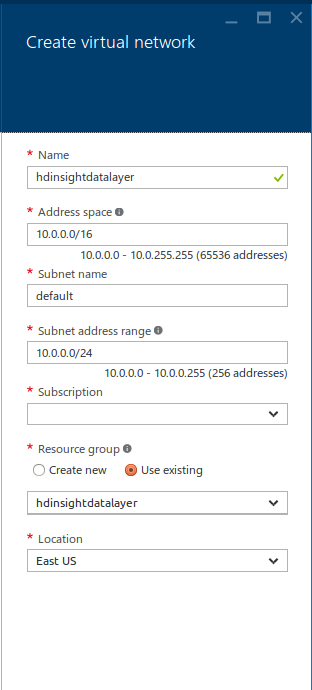 Create virtual network
* Name
hdinsightdatalayer
* Address space
10.0.0.0/16
10.0.0.0 - 10.0.255.255 (65536 addresses)
* Subnet name
default
* Subnet address range
10.0.0.0/24
10.0.0.0 - 10.0.0.255 (256 addresses)
* Subscription
* Resource group
Create new Use existing
hdinsightdatalayer
* Location
East US